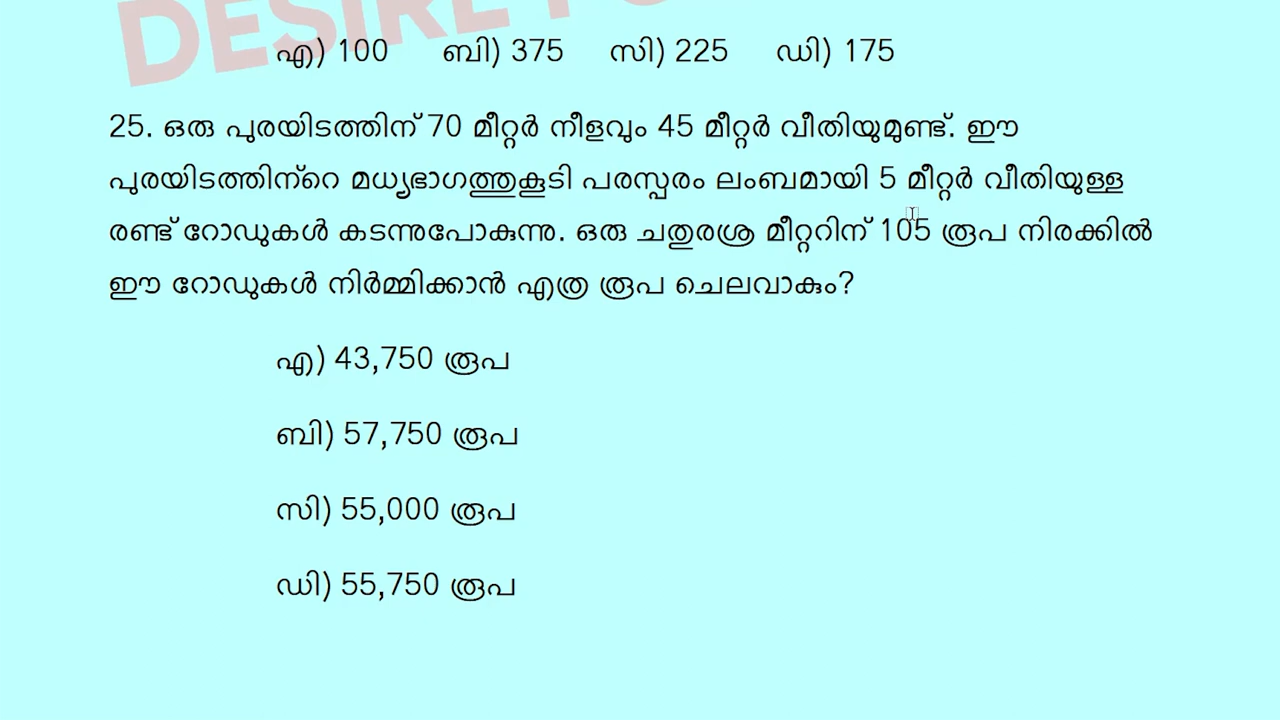 DESIRE
എ) 100 ബി) 375 സി) 225 ഡി) 175
25. ഒരു പുരയിടത്തിന് 70 മീറ്റർ നീളവും 45 മീറ്റർ വീതിയുമുണ്ട്. ഈ
പുരയിടത്തിന്റെ മധ്യഭാഗത്തുകൂടി പരസ്പരം ലംബമായി 5 മീറ്റർ വീതിയുള്ള
രണ്ട് റോഡുകൾ കടന്നുപോകുന്നു. ഒരു ചതുരശ്ര മീറ്ററിന് 105 രൂപ നിരക്കിൽ
ഈ റോഡുകൾ നിർമ്മിക്കാൻ എത്ര രൂപ ചെലവാകും?
എ) 43,750 രൂപ
ബി) 57,750 രൂപ
സി) 55,000 രൂപ
ഡി) 55,750 രൂപ